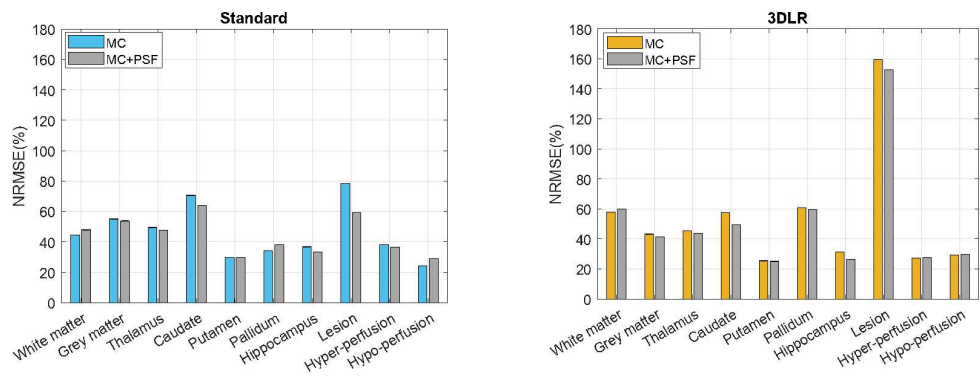 Standard
NRMSE(%)
180
160
140
120
100
80
60
40
20
0
MC
MC+PSF
White matter
Grey matter
Thalamus
Caudate
Putamen
Pallidum
Hippocampus
Lesion
Hyper-perfusion
Hypo-perfusion
3DLR
NRMSE(%)
180
160
140
120
100
80
60
40
20
0
MC
MC+PSF
White matter
Grey matter
Thalamus
Caudate
Putamen
Pallidum
Hippocampus
Lesion
Hyper-perfusion
Hypo-perfusion